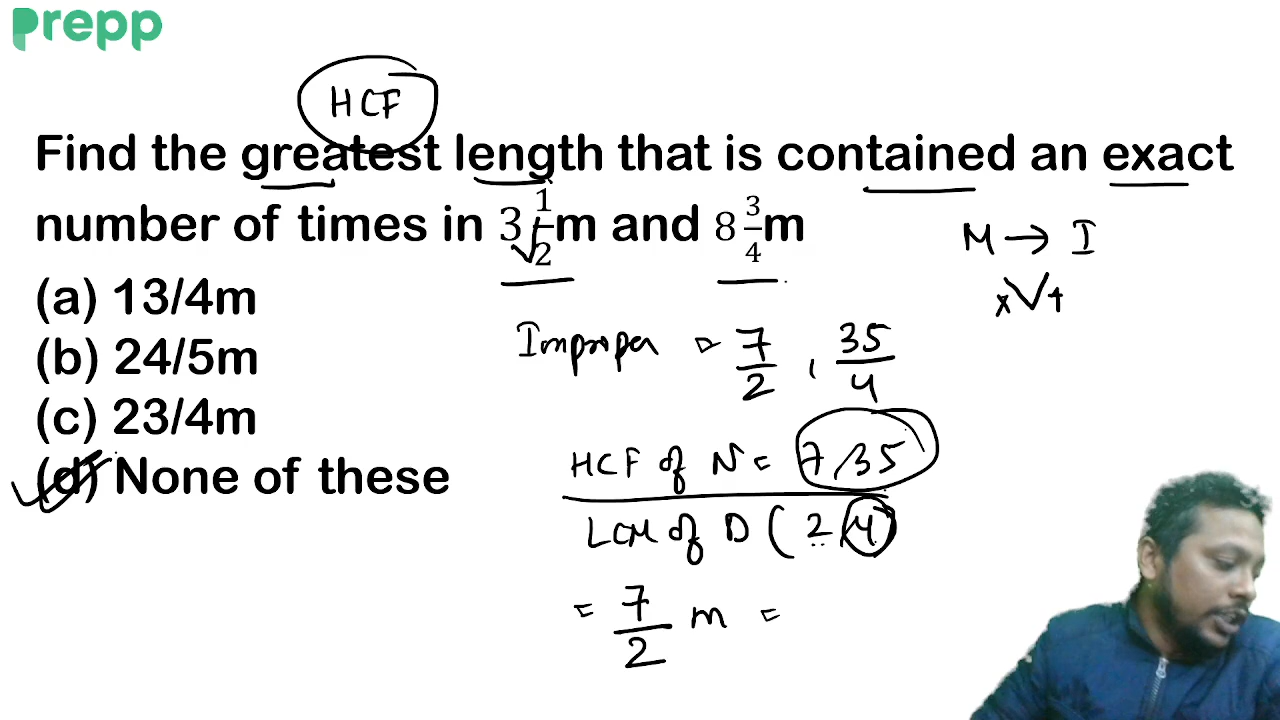 Prepp
HCF
Find the greatest length that is contained an exact
number of times in 3 1/2 m and 8 3/4 m
M → I
× +
(a) 13/4m
(b) 24/5m
(c) 23/4m
(d) None of these
Improper = 7/2 , 35/4
HCF of N = 7, 35
LCM of D ( 2, 4
= 7/2 m =